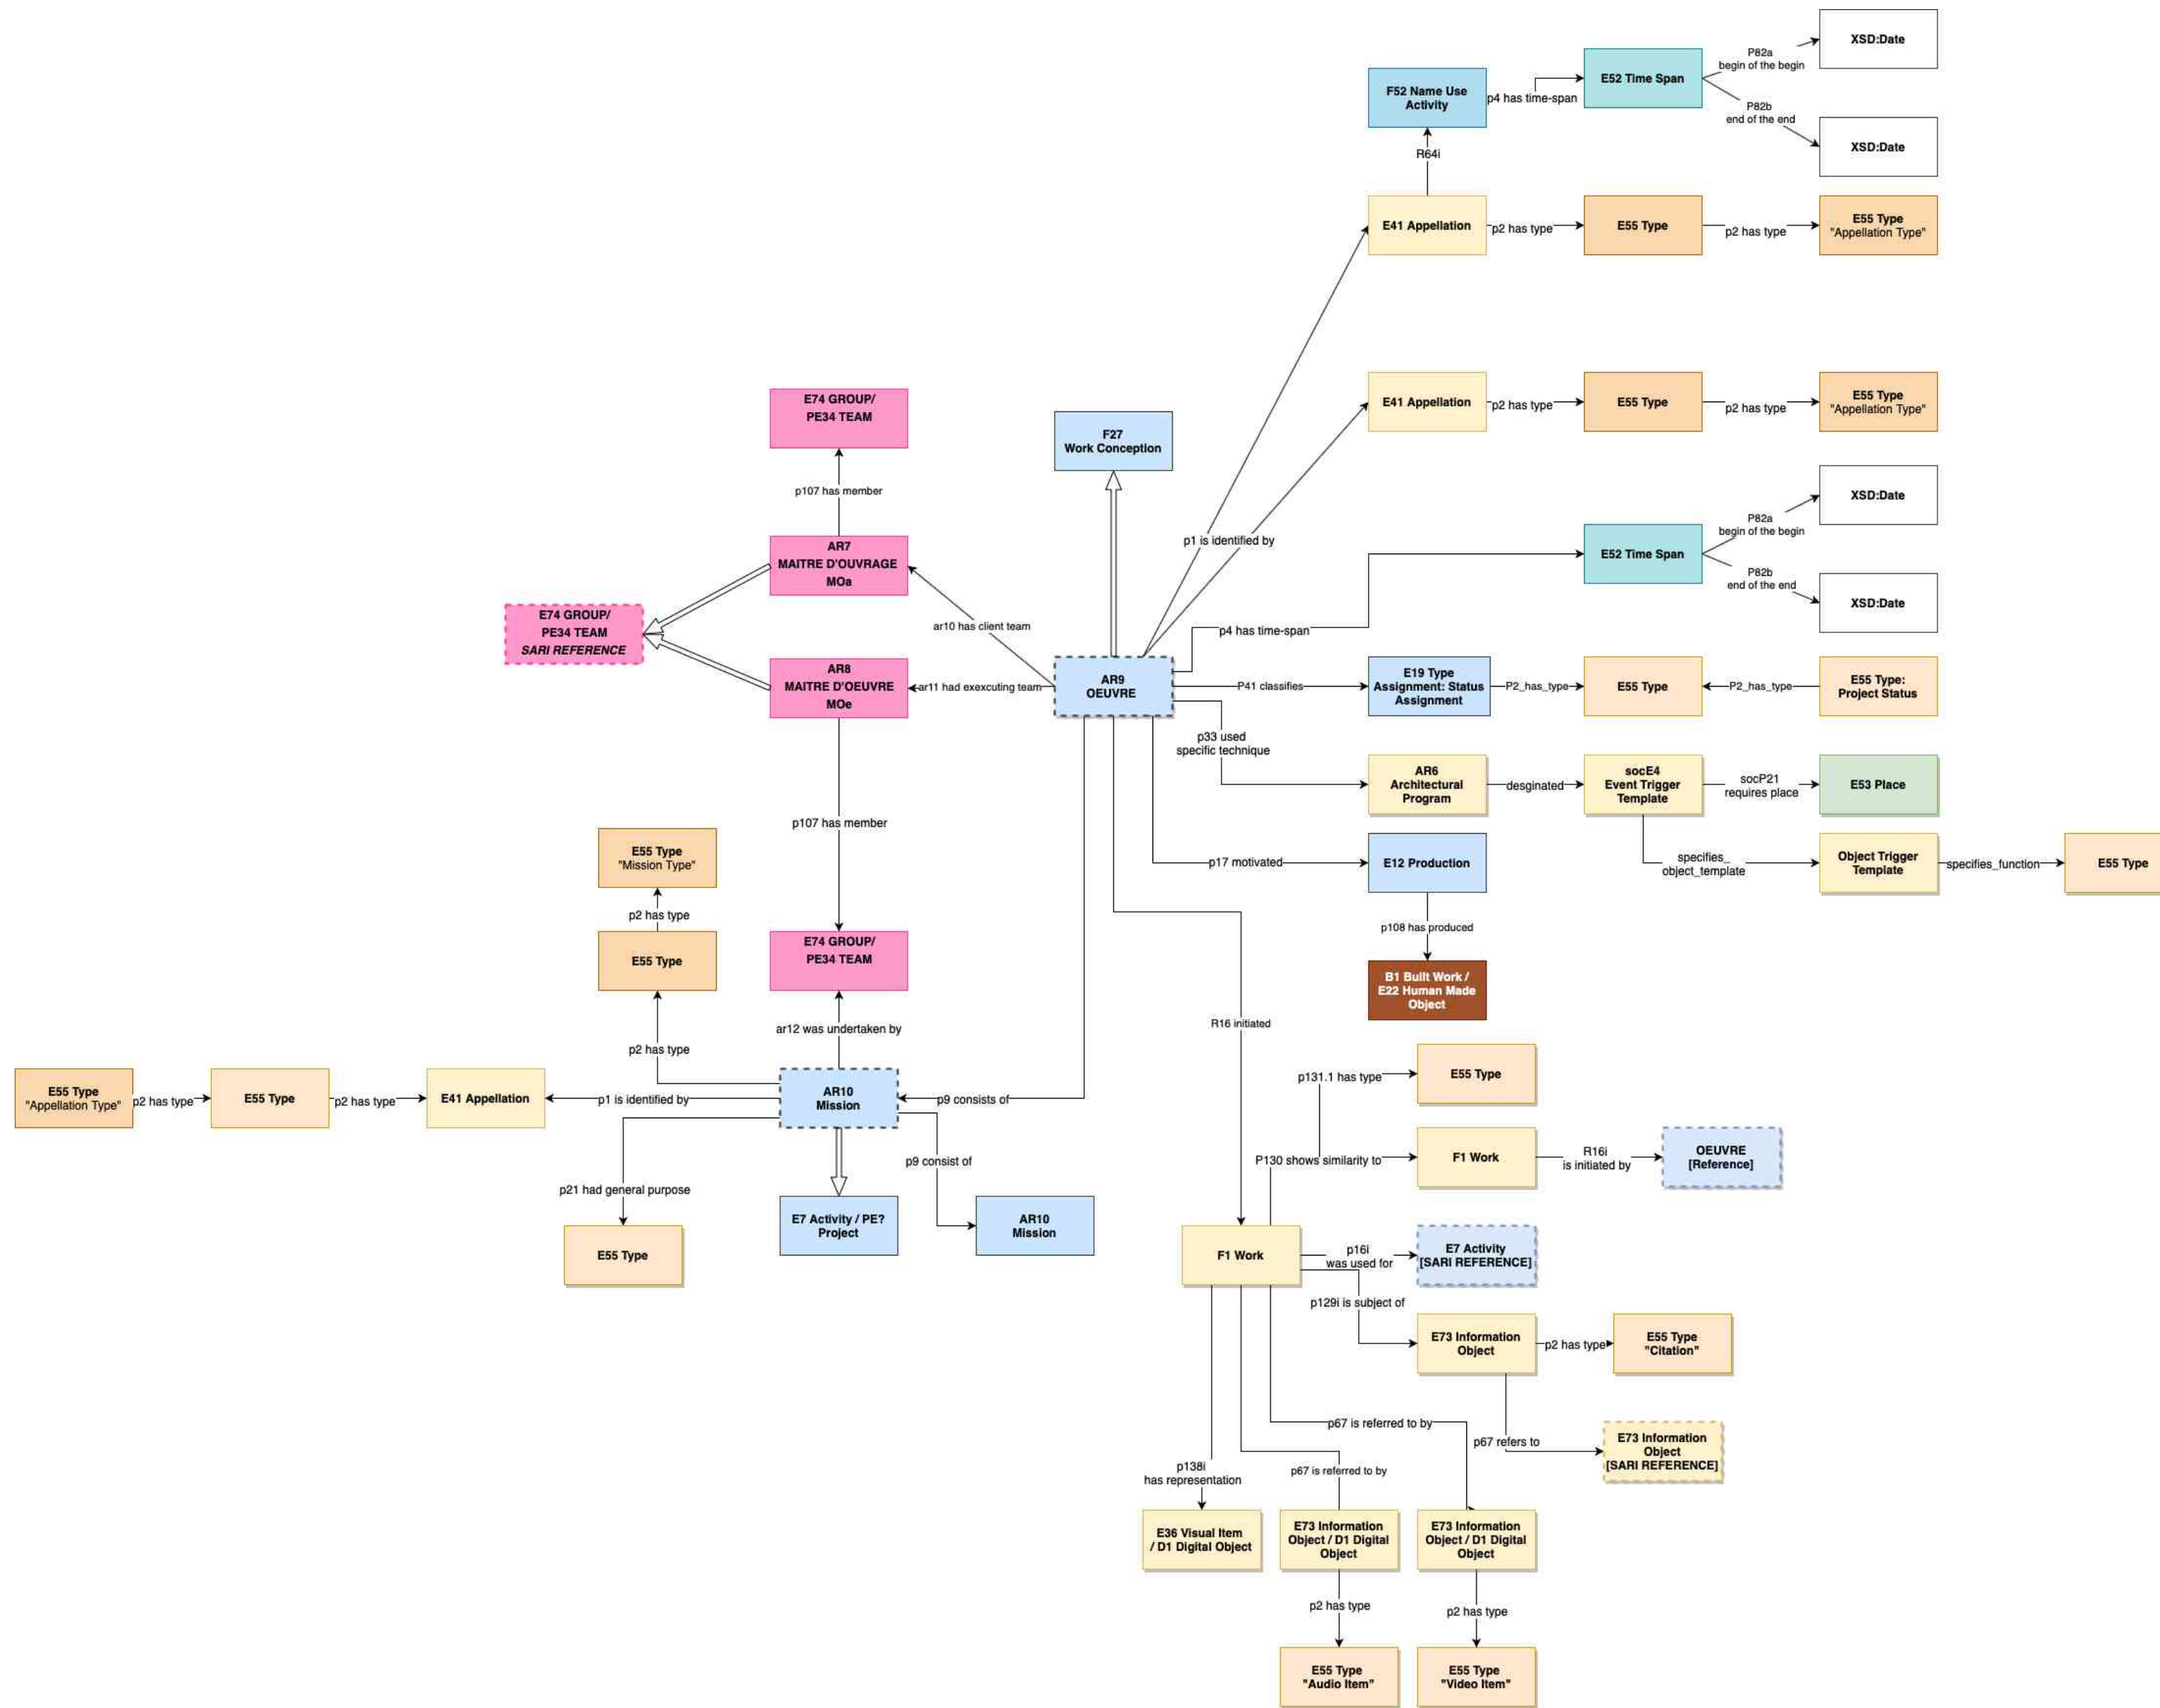 XSD:Date
P82a
begin of the begin
E52 Time Span
F52 Name Use
Activity
p4 has time-span
P82b
end of the end
XSD:Date
R64i
E41 Appellation
p2 has type
E55 Type
p2 has type
E55 Type
"Appellation Type"
E74 GROUP/
PE34 TEAM
E41 Appellation
p2 has type
E55 Type
p2 has type
E55 Type
"Appellation Type"
F27
Work Conception
p107 has member
XSD:Date
P82a
begin of the begin
p1 is identified by
E52 Time Span
AR7
MAITRE D'OUVRAGE
MOa
P82b
end of the end
XSD:Date
E74 GROUP/
PE34 TEAM
SARI REFERENCE
ar10 has client team
p4 has time-span
AR8
MAITRE D'OEUVRE
MOe
ar11 had exexcuting team
AR9
OEUVRE
P41 classifies
E19 Type
Assignment: Status
Assignment
P2_has_type
E55 Type
P2_has_type
E55 Type:
Project Status
p33 used
specific technique
AR6
Architectural
Program
desginated
socE4
Event Trigger
Template
socP21
requires place
E53 Place
p107 has member
E55 Type
"Mission Type"
p17 motivated
E12 Production
specifies_
object_template
Object Trigger
Template
specifies_function
E55 Type
p2 has type
E55 Type
E74 GROUP/
PE34 TEAM
p108 has produced
B1 Built Work /
E22 Human Made
Object
ar12 was undertaken by
R16 initiated
p2 has type
E55 Type
"Appellation Type"
p2 has type
E55 Type
p2 has type
E41 Appellation
p1 is identified by
AR10
Mission
p9 consists of
p131.1 has type
E55 Type
p9 consist of
P130 shows similarity to
F1 Work
R16i
is initiated by
OEUVRE
[Reference]
p21 had general purpose
E55 Type
E7 Activity / PE?
Project
AR10
Mission
F1 Work
p16i
was used for
E7 Activity
[SARI REFERENCE]
p129i is subject of
E73 Information
Object
p2 has type
E55 Type
"Citation"
p67 is referred to by
p67 refers to
E73 Information
Object
[SARI REFERENCE]
p138i
has representation
p67 is referred to by
E36 Visual Item
/ D1 Digital Object
E73 Information
Object / D1 Digital
Object
E73 Information
Object / D1 Digital
Object
p2 has type
p2 has type
E55 Type
"Audio Item"
E55 Type
"Video Item"